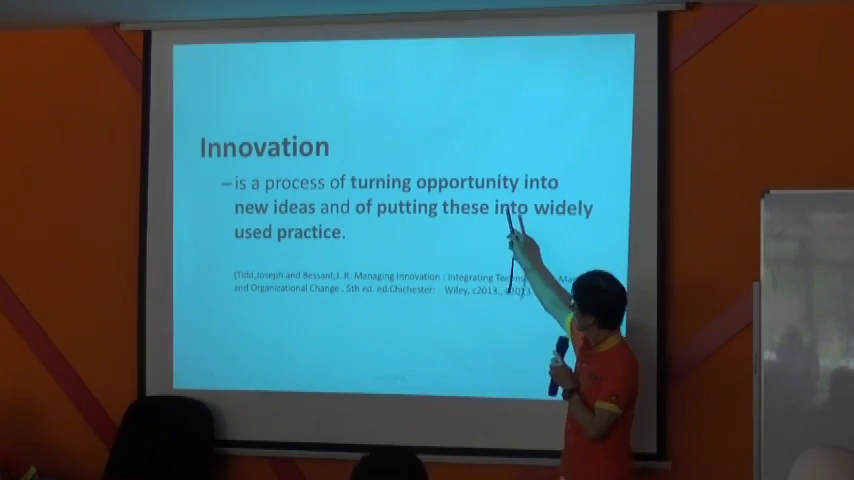 Innovation
– is a process of turning opportunity into
new ideas and of putting these into widely
used practice.
(Tidd,Joseph and Bessant,J. R. Managing Innovation : Integrating
and Organizational Change . 5th ed. ed.Chichester: Wiley, c2013.,